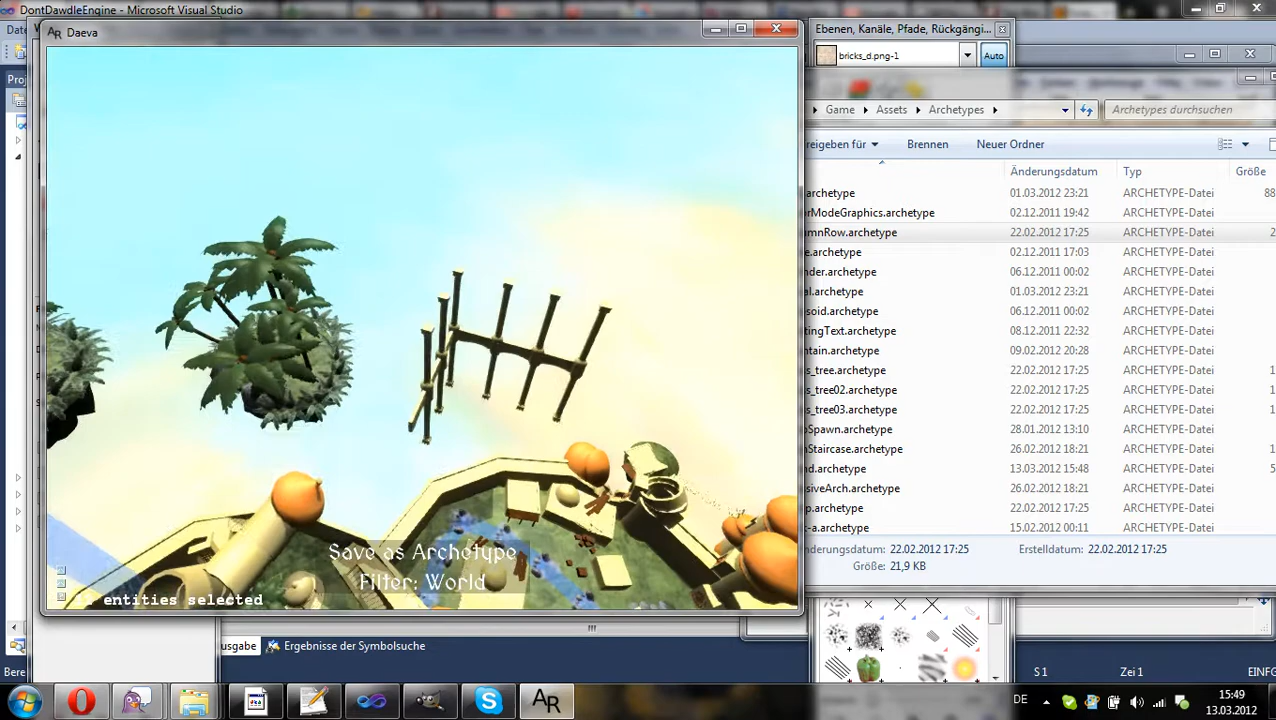 DontDawdleEngine - Microsoft Visual Studio
Daeva
Ebenen, Kanäle, Pfade, Rückgängi...
bricks_d.png-1
Auto
Game
Assets
Archetypes
Archetypes durchsuchen
reigeben für
Brennen
Neuer Ordner
Änderungsdatum
Typ
Größe
archetype 01.03.2012 23:21 ARCHETYPE-Datei 88
rModeGraphics.archetype 02.12.2011 19:42 ARCHETYPE-Datei
mnRow.archetype 22.02.2012 17:25 ARCHETYPE-Datei 2
e.archetype 02.12.2011 17:03 ARCHETYPE-Datei
nder.archetype 06.12.2011 00:02 ARCHETYPE-Datei
al.archetype 01.03.2012 23:21 ARCHETYPE-Datei
soid.archetype 06.12.2011 00:02 ARCHETYPE-Datei
tingText.archetype 08.12.2011 22:32 ARCHETYPE-Datei
ntain.archetype 09.02.2012 20:28 ARCHETYPE-Datei
s_tree.archetype 22.02.2012 17:25 ARCHETYPE-Datei 1
s_tree02.archetype 22.02.2012 17:25 ARCHETYPE-Datei 1
s_tree03.archetype 22.02.2012 17:25 ARCHETYPE-Datei 1
oSpawn.archetype 28.01.2012 13:10 ARCHETYPE-Datei
nStaircase.archetype 26.02.2012 18:21 ARCHETYPE-Datei 1
nd.archetype 13.03.2012 15:48 ARCHETYPE-Datei 5
siveArch.archetype 26.02.2012 18:21 ARCHETYPE-Datei
p.archetype 22.02.2012 17:25 ARCHETYPE-Datei
t-a.archetype 15.02.2012 00:11 ARCHETYPE-Datei
nderungsdatum: 22.02.2012 17:25 Erstelldatum: 22.02.2012 17:25
Größe: 21,9 KB
Save as Archetype
Filter: World
entities selected
usgabe
Ergebnisse der Symbolsuche
Bere
S 1
Zei 1
EINFG
AR
DE
15:49
13.03.2012